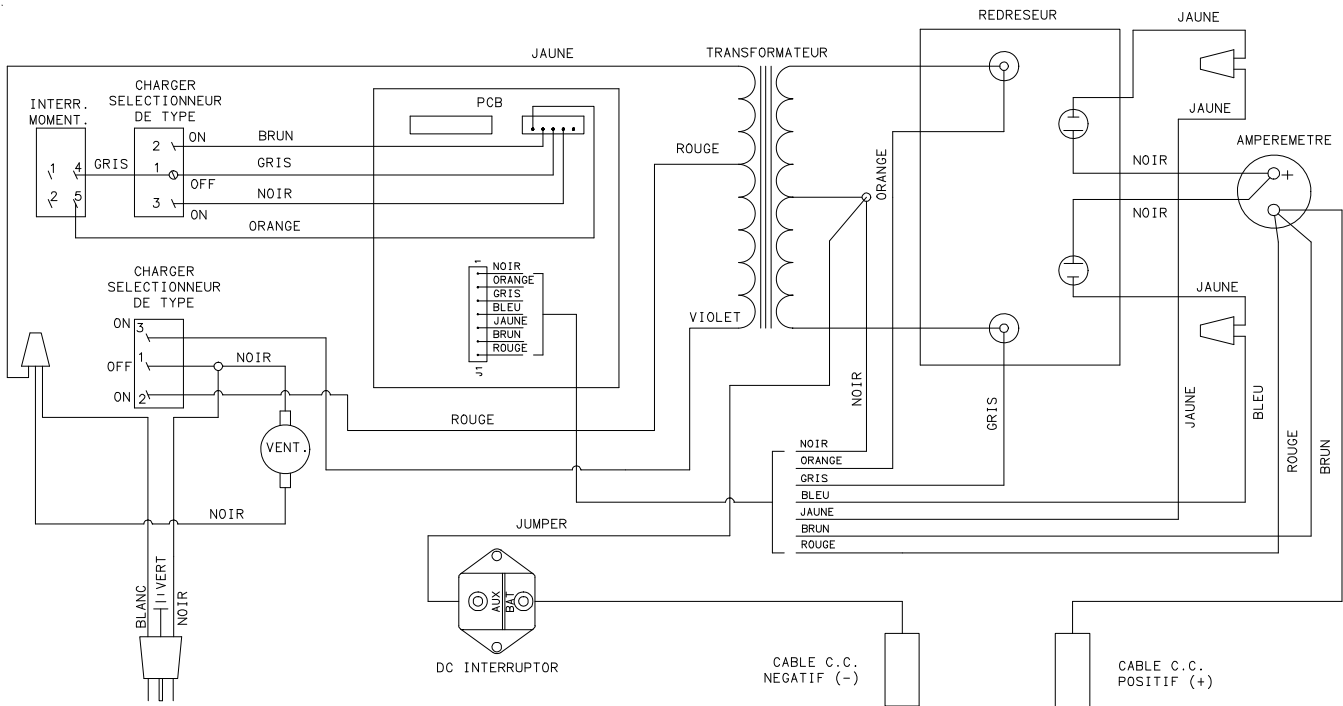 REDRESEUR
JAUNE
JAUNE
TRANSFORMATEUR
CHARGER
SELECTIONNEUR
DE TYPE
INTERR.
MOMENT.
PCB
JAUNE
ON
BRUN
2
AMPEREMETRE
ROUGE
1
4
GRIS
1
GRIS
NOIR
ORANGE
OFF
+
2
5
3
NOIR
ON
NOIR
ORANGE
CHARGER
SELECTIONNEUR
DE TYPE
1
NOIR
ORANGE
GRIS
BLEU
JAUNE
BRUN
ROUGE
J1
JAUNE
VIOLET
ON
3
OFF
1
NOIR
ON
2
NOIR
GRIS
JAUNE
BLEU
ROUGE
VENT.
ROUGE
BRUN
NOIR
ORANGE
GRIS
BLEU
JAUNE
BRUN
ROUGE
NOIR
JUMPER
BLANC
VERT
NOIR
AUX
BAT
DC INTERRUPTOR
CABLE C.C.
NEGATIF (-)
CABLE C.C.
POSITIF (+)